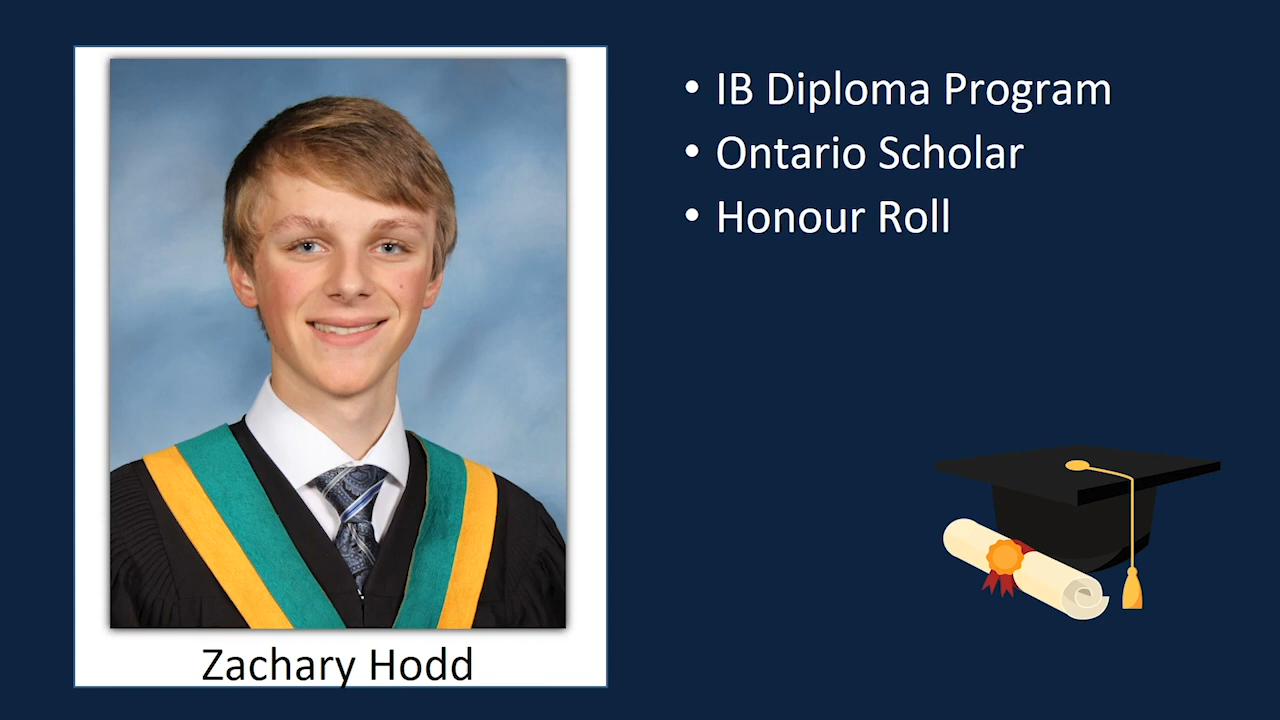 • IB Diploma Program
• Ontario Scholar
• Honour Roll
Zachary Hodd